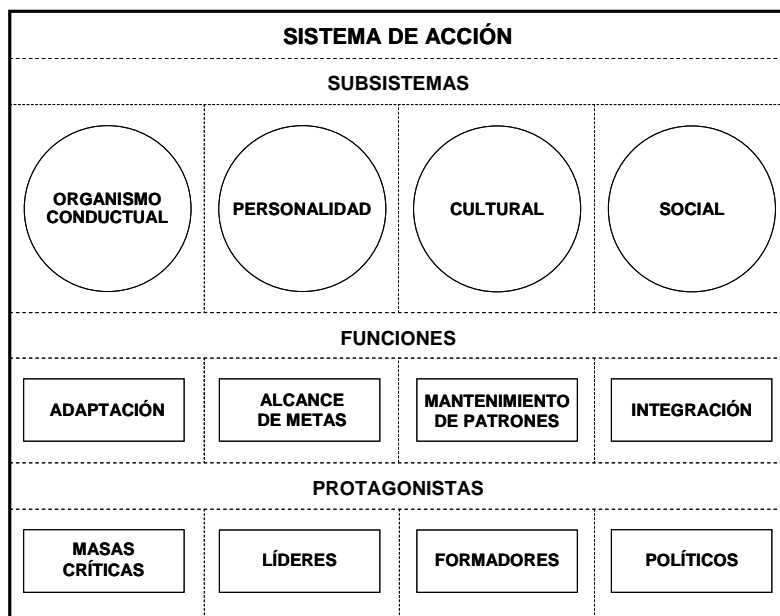 SISTEMA DE ACCIÓN
SUBSISTEMAS
ORGANISMO
CONDUCTUAL
PERSONALIDAD
CULTURAL
SOCIAL
FUNCIONES
ADAPTACIÓN
ALCANCE
DE METAS
MANTENIMIENTO
DE PATRONES
INTEGRACIÓN
PROTAGONISTAS
MASAS
CRÍTICAS
LÍDERES
FORMADORES
POLÍTICOS